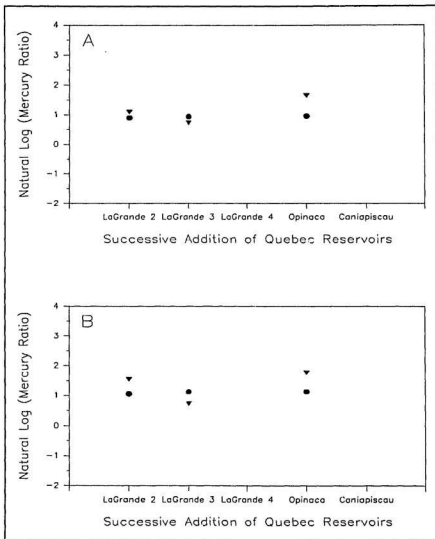 A
Natural Log (Mercury Ratio)
4
3
2
1
0
-1
-2
LaGrande 2 LaGrande 3 LaGrande 4 Opinaca Caniapiscau
Successive Addition of Quebec Reservoirs
B
Natural Log (Mercury Ratio)
4
3
2
1
0
-1
-2
LaGrande 2 LaGrande 3 LaGrande 4 Opinaca Caniapiscau
Successive Addition of Quebec Reservoirs